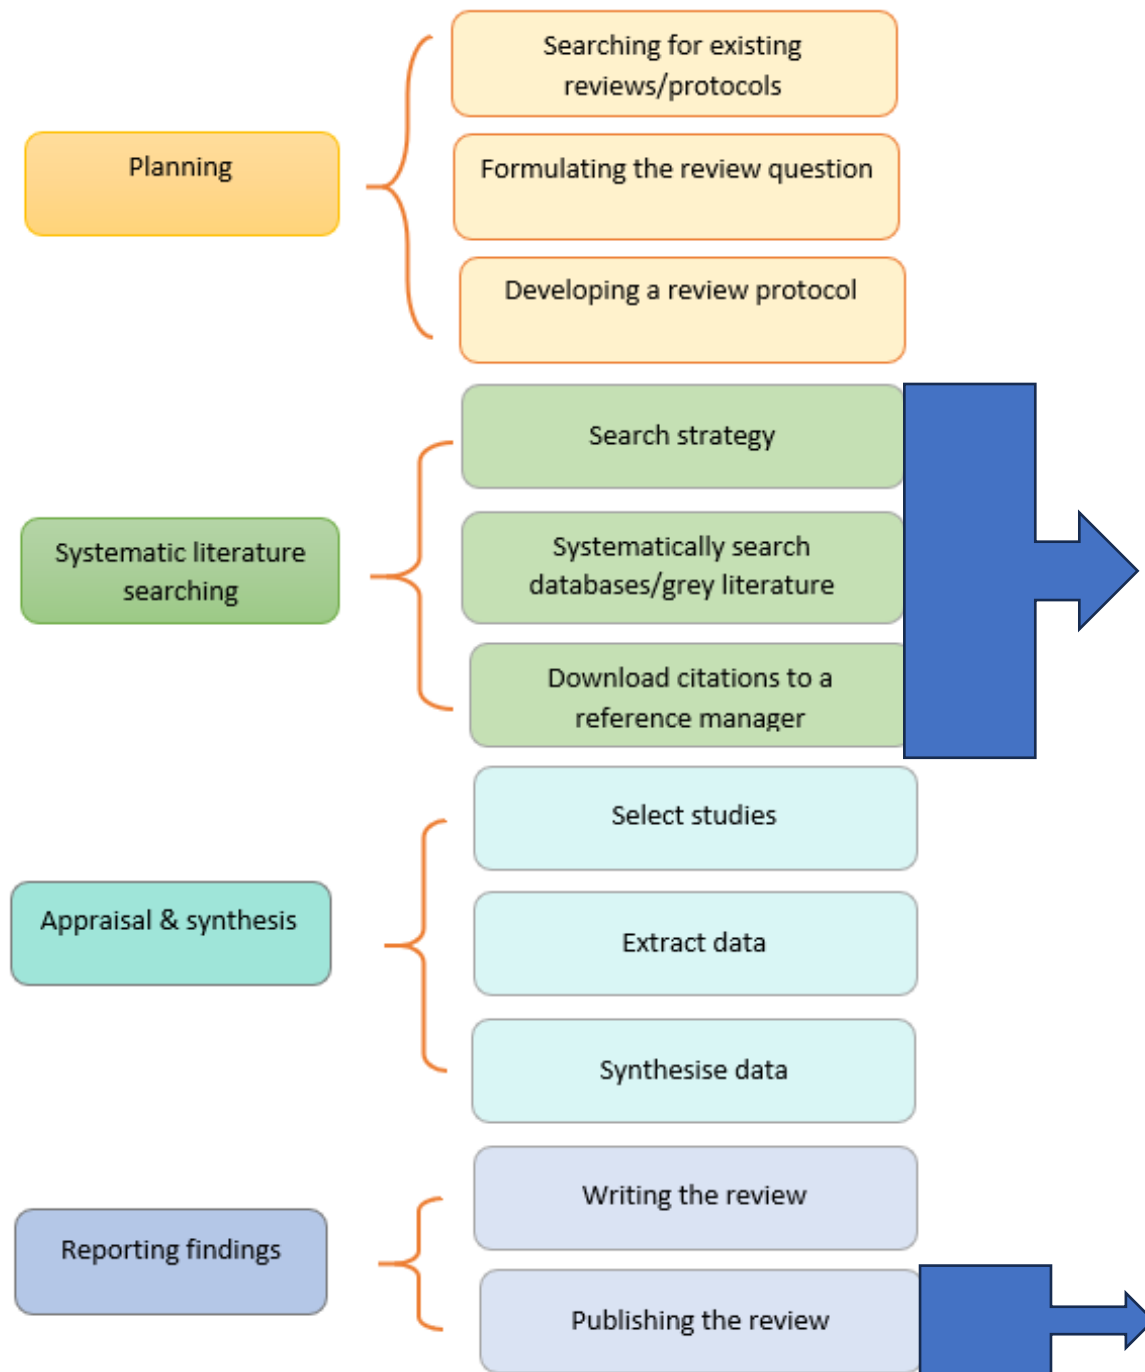 Planning
Searching for existing
reviews/protocols
Formulating the review question
Developing a review protocol
Systematic literature
searching
Search strategy
Systematically search
databases/grey literature
Download citations to a
reference manager
Appraisal & synthesis
Select studies
Extract data
Synthesise data
Reporting findings
Writing the review
Publishing the review